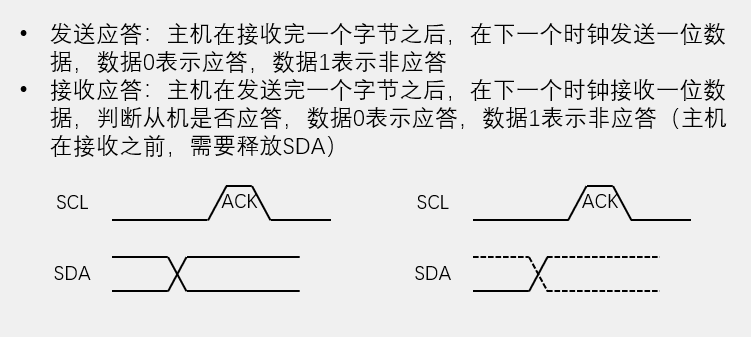 • 发送应答：主机在接收完一个字节之后，在下一个时钟发送一位数
据，数据0表示应答，数据1表示非应答
• 接收应答：主机在发送完一个字节之后，在下一个时钟接收一位数
据，判断从机是否应答，数据0表示应答，数据1表示非应答（主机
在接收之前，需要释放SDA）
SCL ACK SCL ACK
SDA SDA